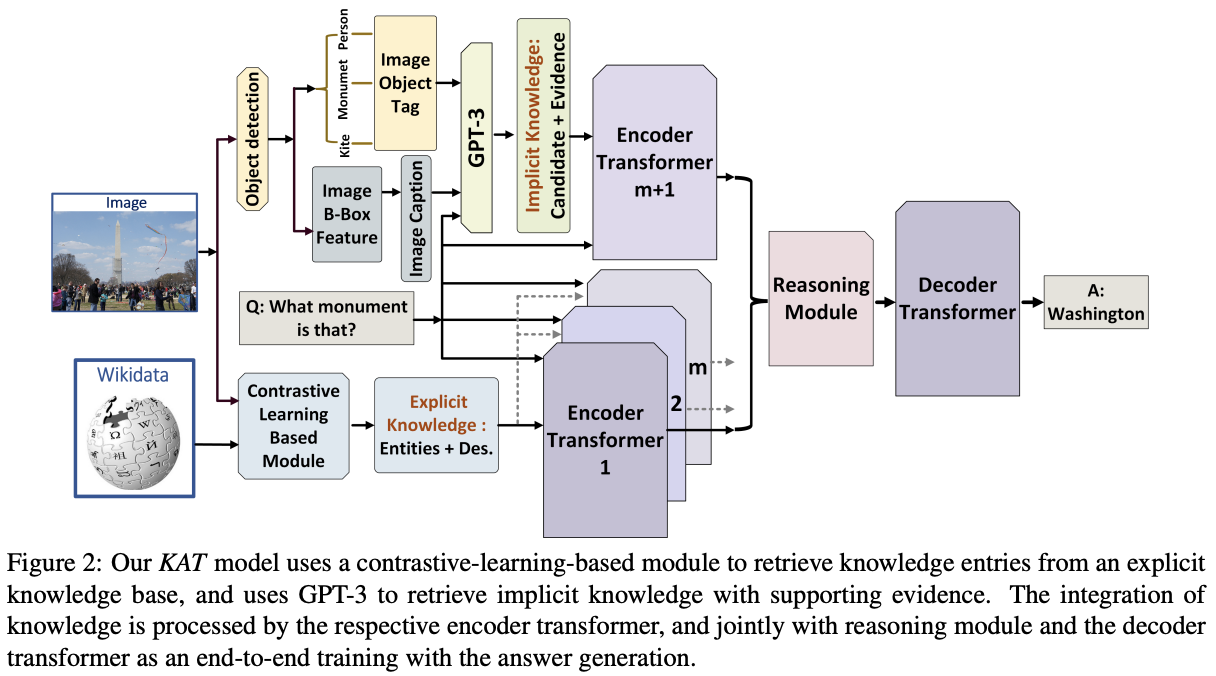 Image
Object detection
Person
Monumet
Kite
Image
Object
Tag
Image
B-Box
Feature
Image Caption
GPT-3
Implicit Knowledge:
Candidate + Evidence
Encoder
Transformer
m+1
Q: What monument
is that?
Wikidata
Contrastive
Learning
Based
Module
Explicit
Knowledge :
Entities + Des.
Encoder
Transformer
1
2
m
Reasoning
Module
Decoder
Transformer
A:
Washington
Figure 2: Our KAT model uses a contrastive-learning-based module to retrieve knowledge entries from an explicit
knowledge base, and uses GPT-3 to retrieve implicit knowledge with supporting evidence. The integration of
knowledge is processed by the respective encoder transformer, and jointly with reasoning module and the decoder
transformer as an end-to-end training with the answer generation.